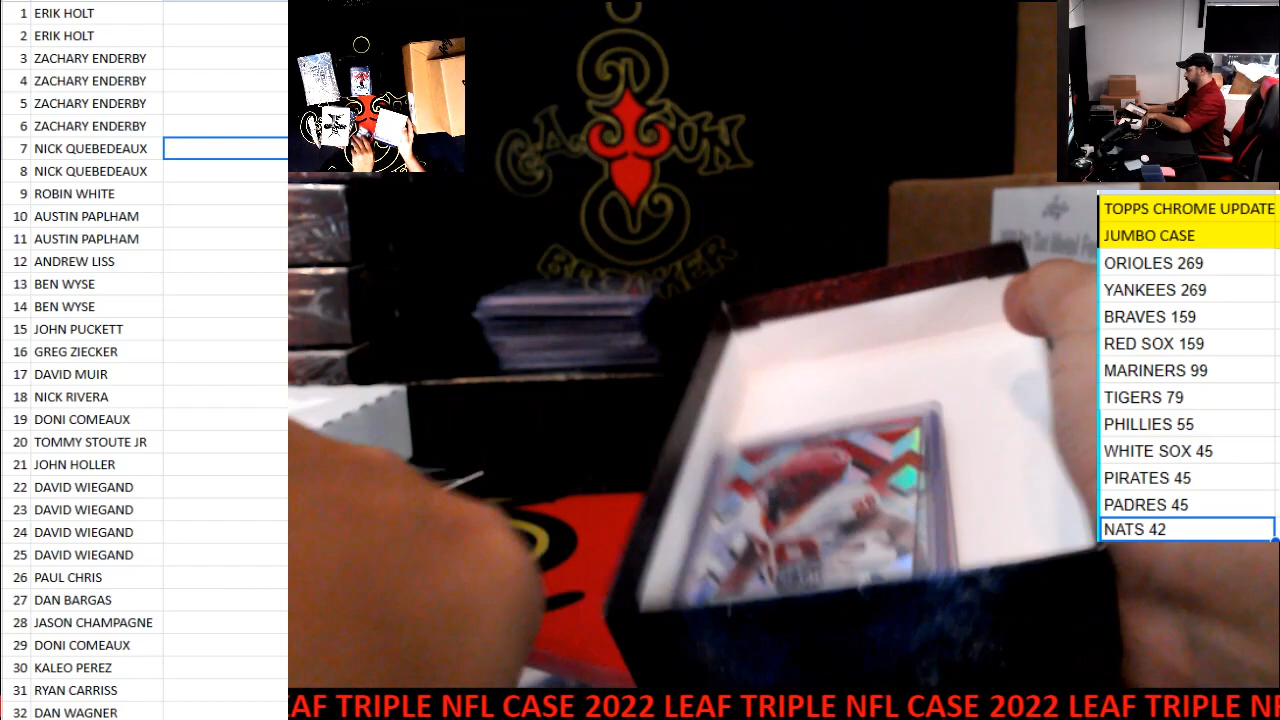 1 ERIK HOLT
2 ERIK HOLT
3 ZACHARY ENDERBY
4 ZACHARY ENDERBY
5 ZACHARY ENDERBY
6 ZACHARY ENDERBY
7 NICK QUEBEDEAUX
8 NICK QUEBEDEAUX
9 ROBIN WHITE
10 AUSTIN PAPLHAM
11 AUSTIN PAPLHAM
12 ANDREW LISS
13 BEN WYSE
14 BEN WYSE
15 JOHN PUCKETT
16 GREG ZIECKER
17 DAVID MUIR
18 NICK RIVERA
19 DONI COMEAUX
20 TOMMY STOUTE JR
21 JOHN HOLLER
22 DAVID WIEGAND
23 DAVID WIEGAND
24 DAVID WIEGAND
25 DAVID WIEGAND
26 PAUL CHRIS
27 DAN BARGAS
28 JASON CHAMPAGNE
29 DONI COMEAUX
30 KALEO PEREZ
31 RYAN CARRISS
32 DAN WAGNER
CAJUN
BREAKER
TOPPS CHROME UPDATE
JUMBO CASE
ORIOLES 269
YANKEES 269
BRAVES 159
RED SOX 159
MARINERS 99
TIGERS 79
PHILLIES 55
WHITE SOX 45
PIRATES 45
PADRES 45
NATS 42
EAF TRIPLE NFL CASE 2022 LEAF TRIPLE NFL CASE 2022 LEAF TRIPLE NF